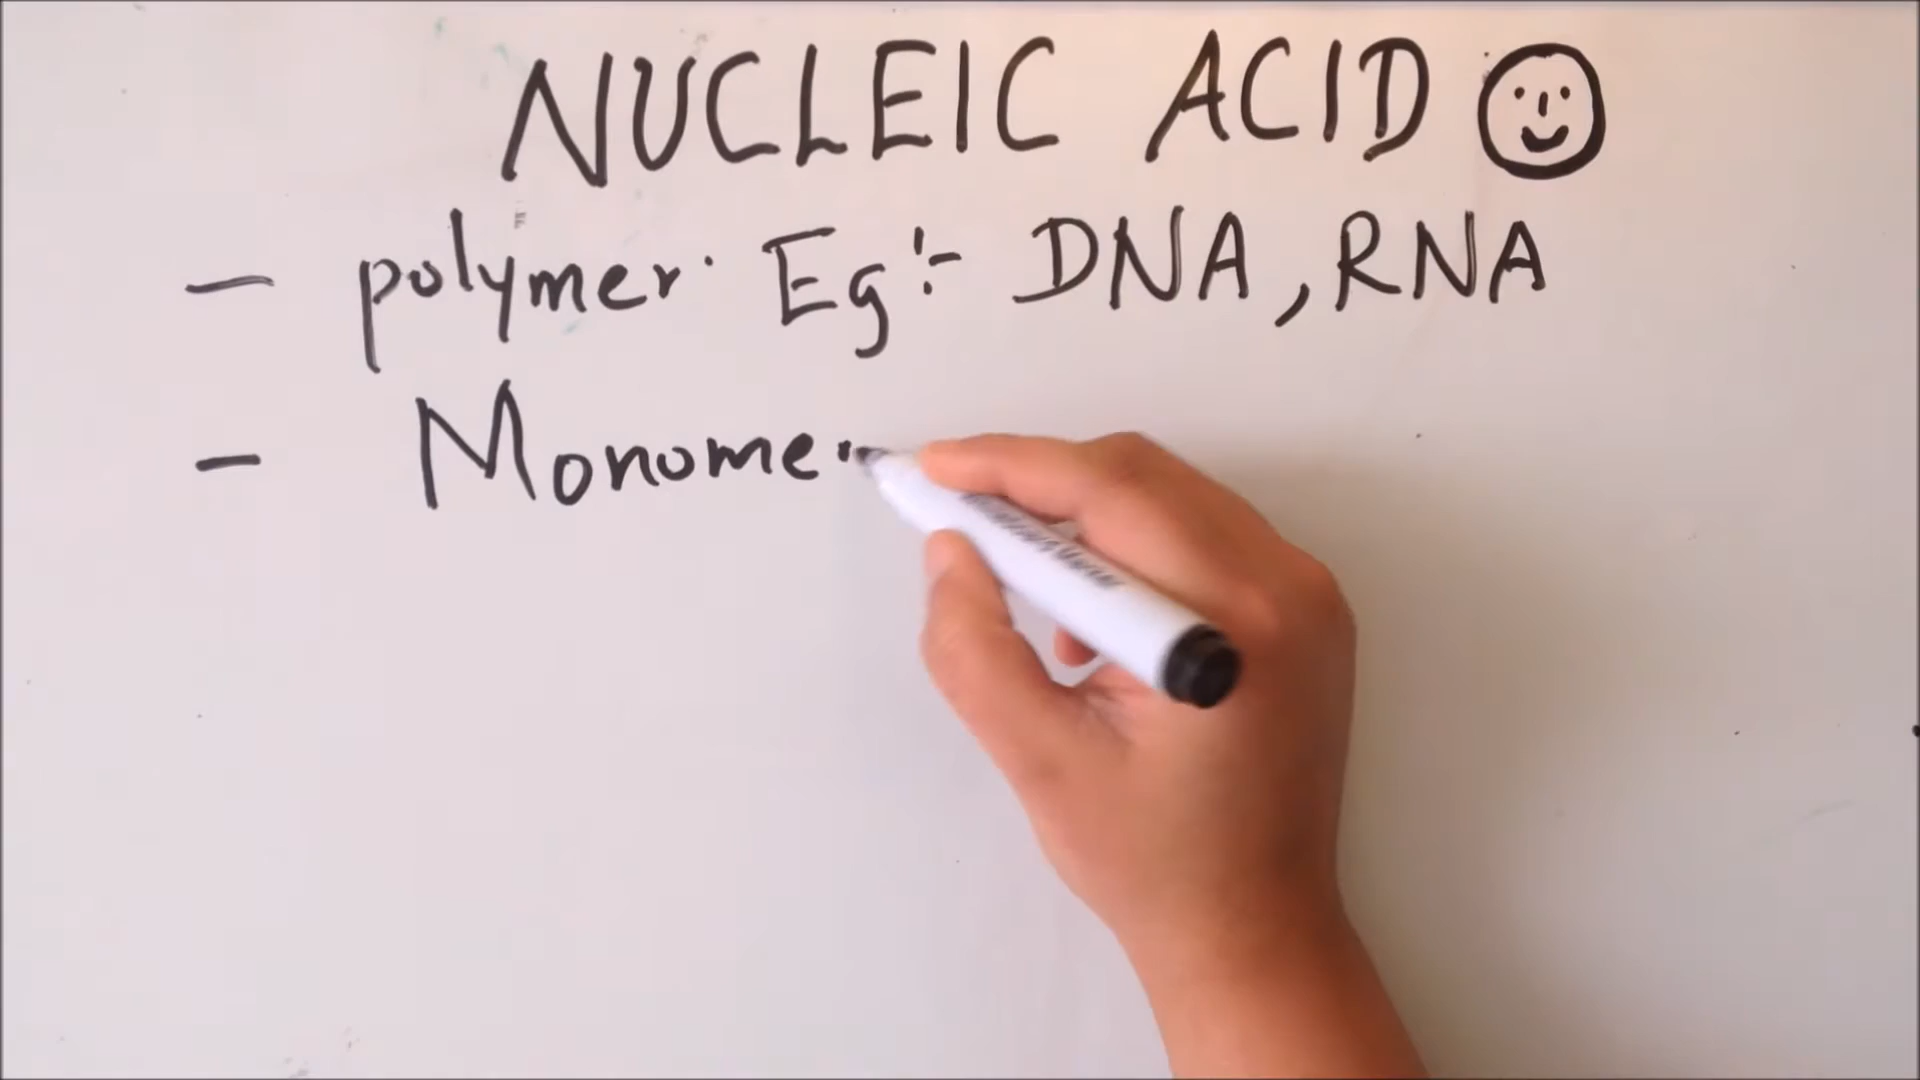 NUCLEIC ACID
- polymer. Eg:- DNA, RNA
- Monome